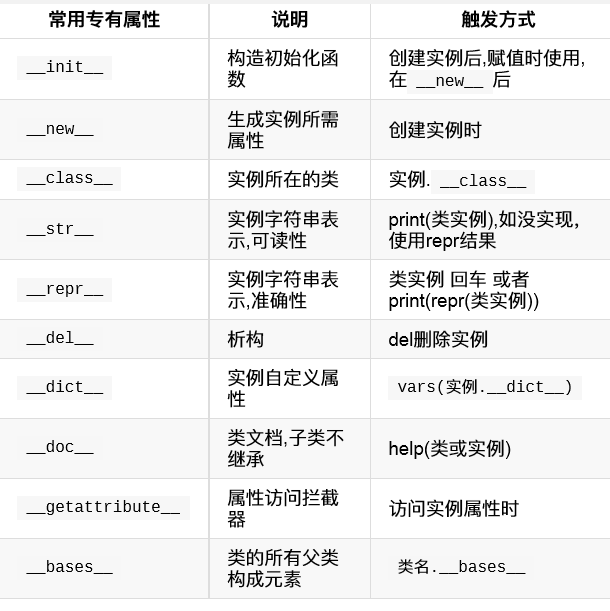 常用专有属性 说明 触发方式
__init__ 构造初始化函数 创建实例后,赋值时使用,在 __new__ 后
__new__ 生成实例所需属性 创建实例时
__class__ 实例所在的类 实例. __class__
__str__ 实例字符串表示,可读性 print(类实例),如没实现，使用repr结果
__repr__ 实例字符串表示,准确性 类实例 回车 或者 print(repr(类实例))
__del__ 析构 del删除实例
__dict__ 实例自定义属性 vars(实例.__dict__)
__doc__ 类文档,子类不继承 help(类或实例)
__getattribute__ 属性访问拦截器 访问实例属性时
__bases__ 类的所有父类构成元素 类名.__bases__